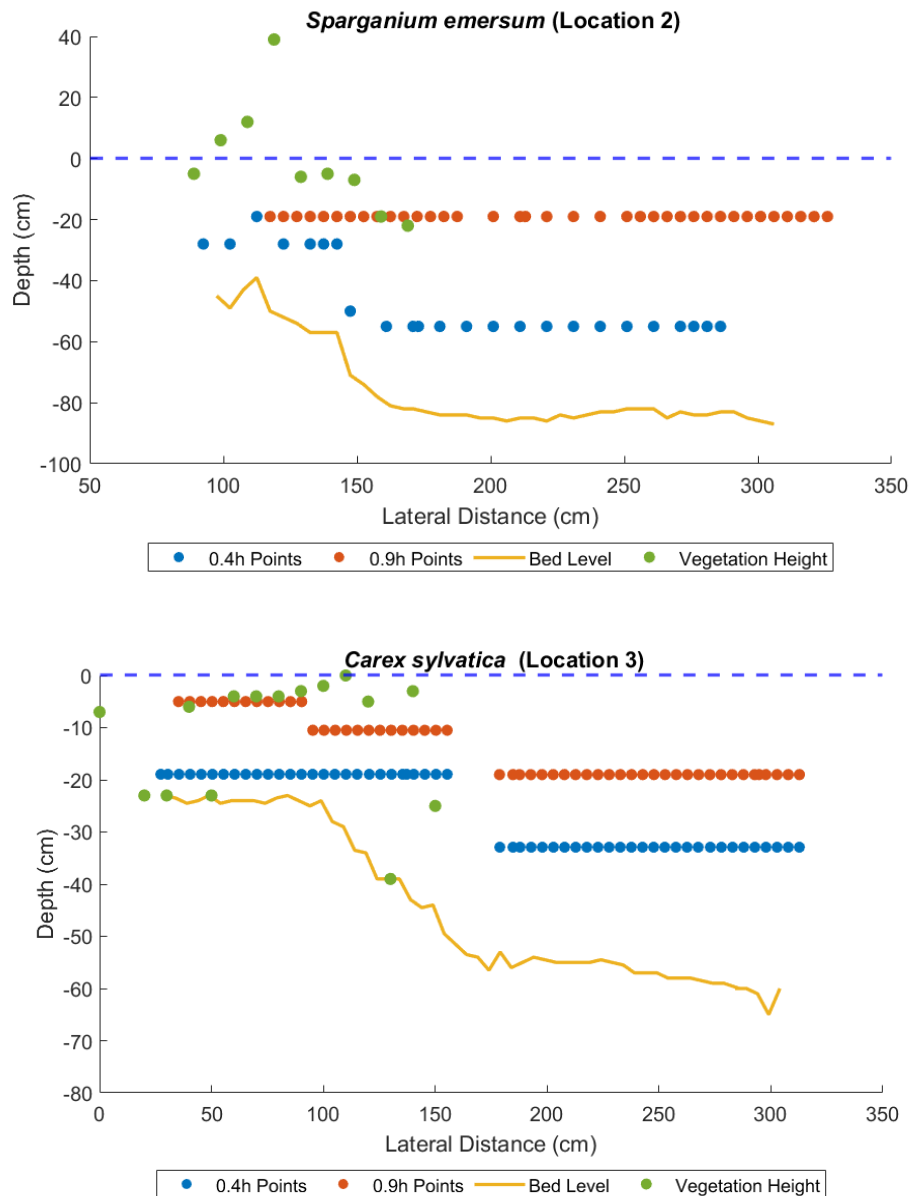 Sparganium emersum (Location 2)
40
20
0
-20
-40
-60
-80
-100
Depth (cm)
50 100 150 200 250 300 350
Lateral Distance (cm)
0.4h Points 0.9h Points Bed Level Vegetation Height
Carex sylvatica (Location 3)
0
-10
-20
-30
-40
-50
-60
-70
-80
Depth (cm)
0 50 100 150 200 250 300 350
Lateral Distance (cm)
0.4h Points 0.9h Points Bed Level Vegetation Height